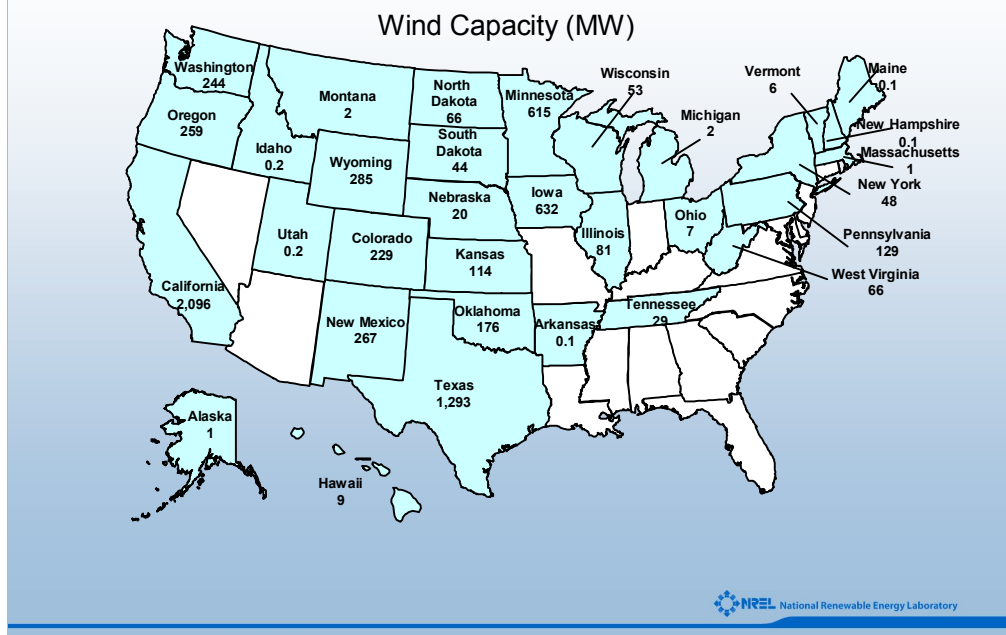 Wind Capacity (MW)
Washington
244
Oregon
259
Idaho
0.2
Montana
2
Wyoming
285
North
Dakota
66
South
Dakota
44
Nebraska
20
Minnesota
615
Iowa
632
Wisconsin
53
Michigan
2
Vermont
6
Maine
0.1
New Hampshire
0.1
Massachusetts
1
New York
48
Pennsylvania
129
West Virginia
66
Ohio
7
Illinois
81
Utah
0.2
Colorado
229
Kansas
114
California
2,096
New Mexico
267
Oklahoma
176
Arkansas
0.1
Tennessee
29
Texas
1,293
Alaska
1
Hawaii
9
NREL National Renewable Energy Laboratory